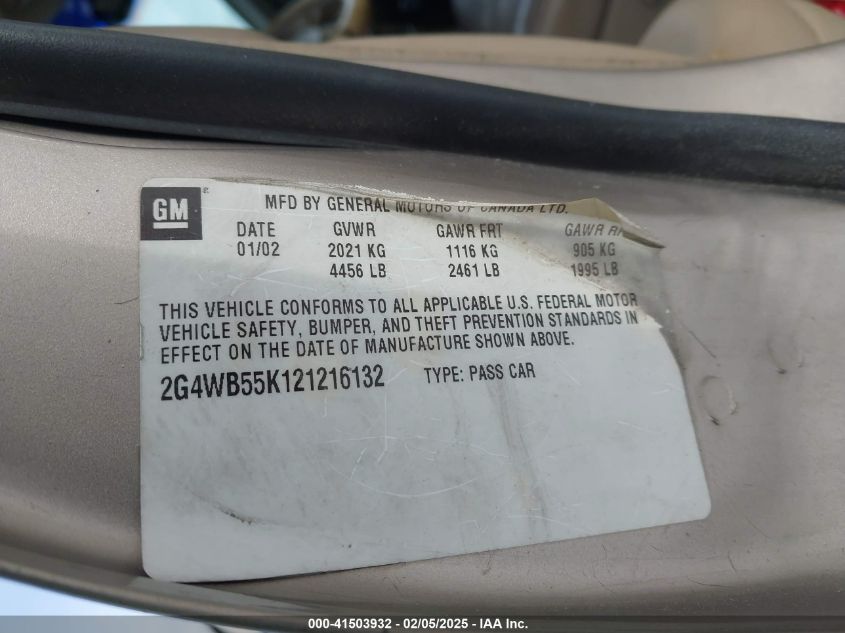 GM ® MFD BY GENERAL MOTORS OF CANADA LTD.
DATE GVWR GAWR FRT GAWR
01/02 2021 KG 1116 KG 905 KG
4456 LB 2461 LB 1995 LB
THIS VEHICLE CONFORMS TO ALL APPLICABLE U.S. FEDERAL MOTOR
VEHICLE SAFETY, BUMPER, AND THEFT PREVENTION STANDARDS IN
EFFECT ON THE DATE OF MANUFACTURE SHOWN ABOVE.
2G4WB55K121216132 TYPE: PASS CAR
000-41503932 - 02/05/2025 - IAA Inc.